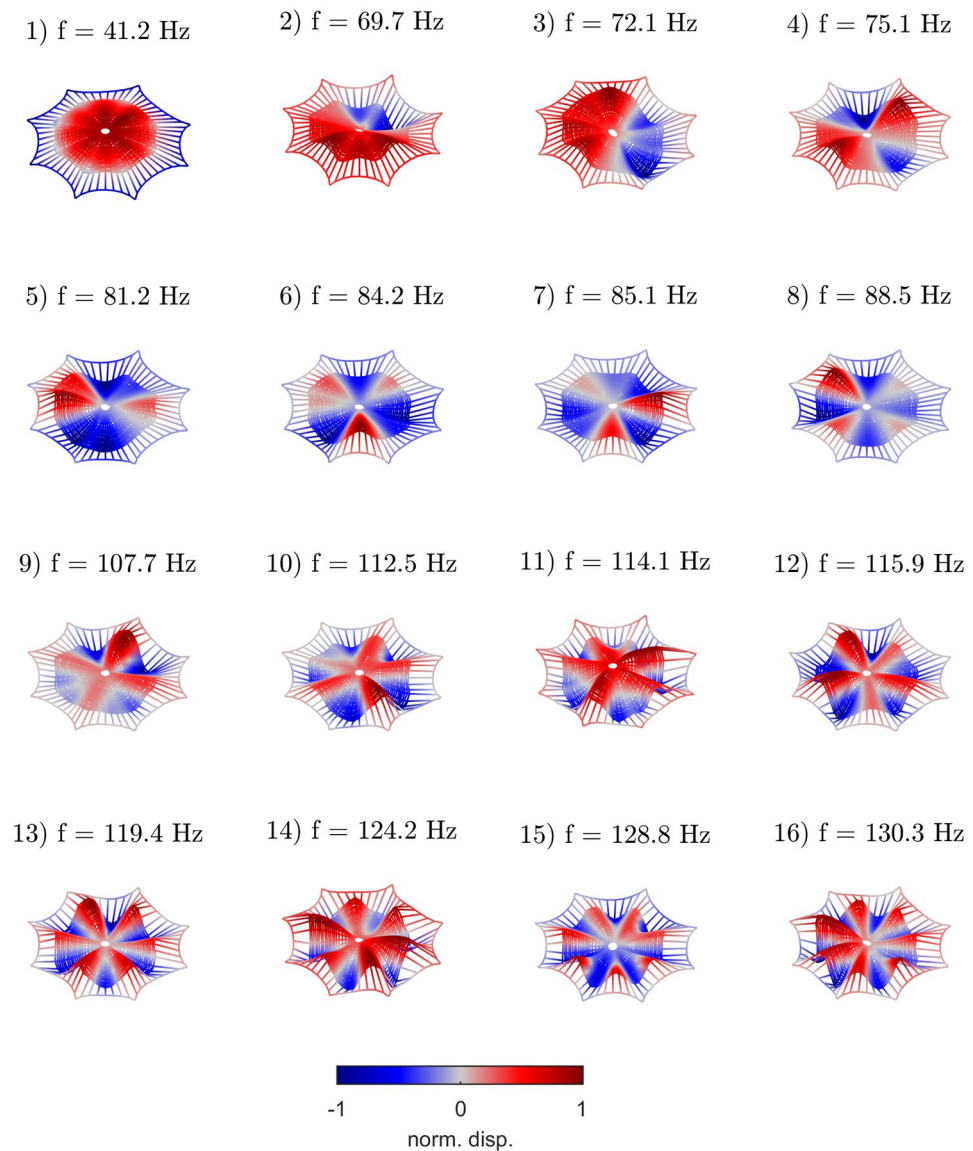 1) f = 41.2 Hz
2) f = 69.7 Hz
3) f = 72.1 Hz
4) f = 75.1 Hz
5) f = 81.2 Hz
6) f = 84.2 Hz
7) f = 85.1 Hz
8) f = 88.5 Hz
9) f = 107.7 Hz
10) f = 112.5 Hz
11) f = 114.1 Hz
12) f = 115.9 Hz
13) f = 119.4 Hz
14) f = 124.2 Hz
15) f = 128.8 Hz
16) f = 130.3 Hz
-1 0 1
norm. disp.